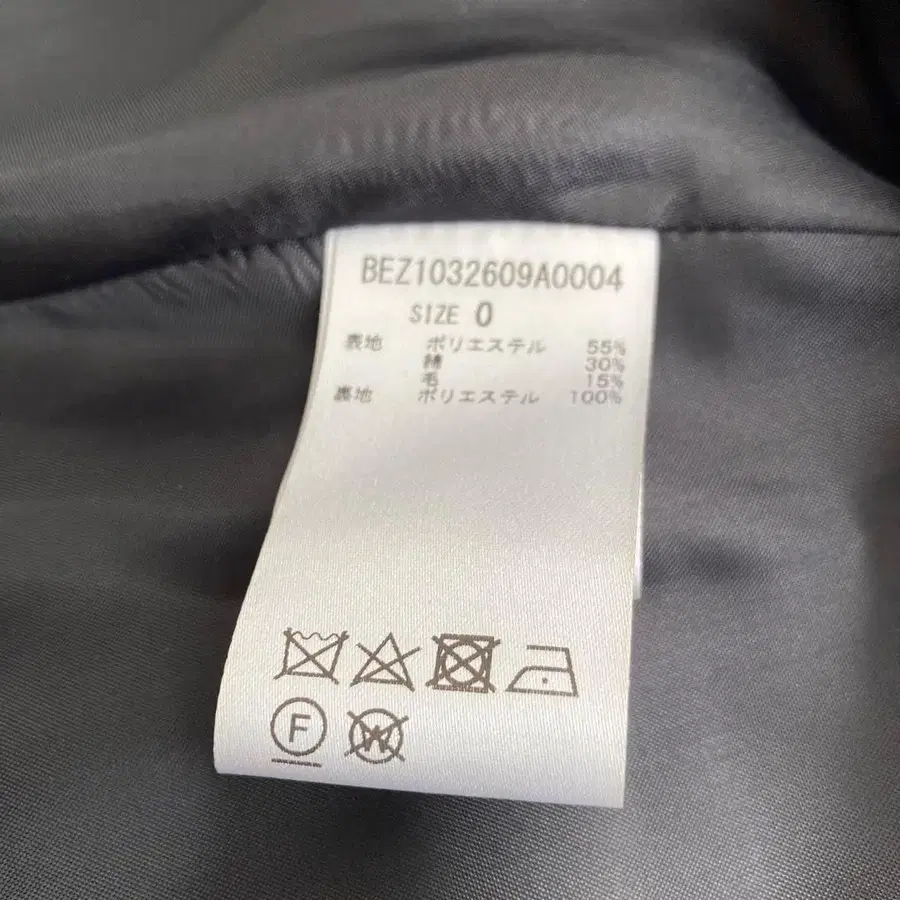 BEZ1032609A0004
SIZE 0
表地 ポリエステル 55%
綿 30%
毛 15%
裏地 ポリエステル 100%
F
W